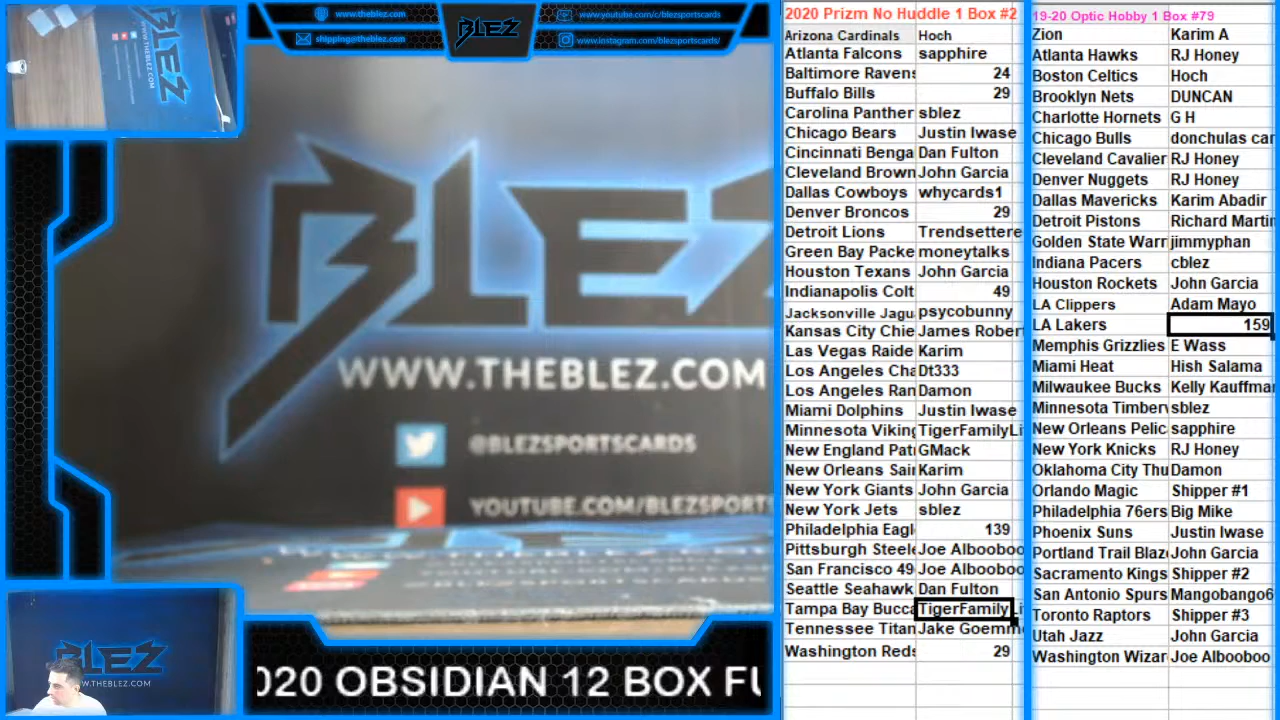 www.theblez.com
shipping@theblez.com
BLEZ
www.youtube.com/c/blezsportscards
www.instagram.com/blezsportscards/
BLEZ
WWW.THEBLEZ.COM
@BLEZSPORTSCARDS
YOUTUBE.COM/BLEZSPORT
BLEZ
WWW.THEBLEZ.COM
BLEZ
W.THEBLEZ.COM
020 OBSIDIAN 12 BOX FU
2020 Prizm No Huddle 1 Box #2
Arizona Cardinals Hoch
Atlanta Falcons sapphire
Baltimore Ravens 24
Buffalo Bills 29
Carolina Panther sblez
Chicago Bears Justin Iwase
Cincinnati Benga Dan Fulton
Cleveland Brown John Garcia
Dallas Cowboys whycards1
Denver Broncos 29
Detroit Lions Trendsettere
Green Bay Packe moneytalks
Houston Texans John Garcia
Indianapolis Colt 49
Jacksonville Jagu psycobunny
Kansas City Chie James Robert
Las Vegas Raide Karim
Los Angeles Cha Dt333
Los Angeles Ran Damon
Miami Dolphins Justin Iwase
Minnesota Viking TigerFamilyLi
New England Patr GMack
New Orleans Sain Karim
New York Giants John Garcia
New York Jets sblez
Philadelphia Eagl 139
Pittsburgh Steele Joe Albooboo
San Francisco 49 Joe Albooboo
Seattle Seahawk Dan Fulton
Tampa Bay Bucca TigerFamilyLi
Tennessee Titan Jake Goemm
Washington Reds 29
19-20 Optic Hobby 1 Box #79
Zion Karim A
Atlanta Hawks RJ Honey
Boston Celtics Hoch
Brooklyn Nets DUNCAN
Charlotte Hornets G H
Chicago Bulls donchulas car
Cleveland Cavalier RJ Honey
Denver Nuggets RJ Honey
Dallas Mavericks Karim Abadir
Detroit Pistons Richard Martin
Golden State Warr jimmyphan
Indiana Pacers cblez
Houston Rockets John Garcia
LA Clippers Adam Mayo
LA Lakers 159
Memphis Grizzlies E Wass
Miami Heat Hish Salama
Milwaukee Bucks Kelly Kauffma
Minnesota Timberv sblez
New Orleans Pelic sapphire
New York Knicks RJ Honey
Oklahoma City Thu Damon
Orlando Magic Shipper #1
Philadelphia 76ers Big Mike
Phoenix Suns Justin Iwase
Portland Trail Blaz John Garcia
Sacramento Kings Shipper #2
San Antonio Spurs Mangobango6
Toronto Raptors Shipper #3
Utah Jazz John Garcia
Washington Wizar Joe Albooboo